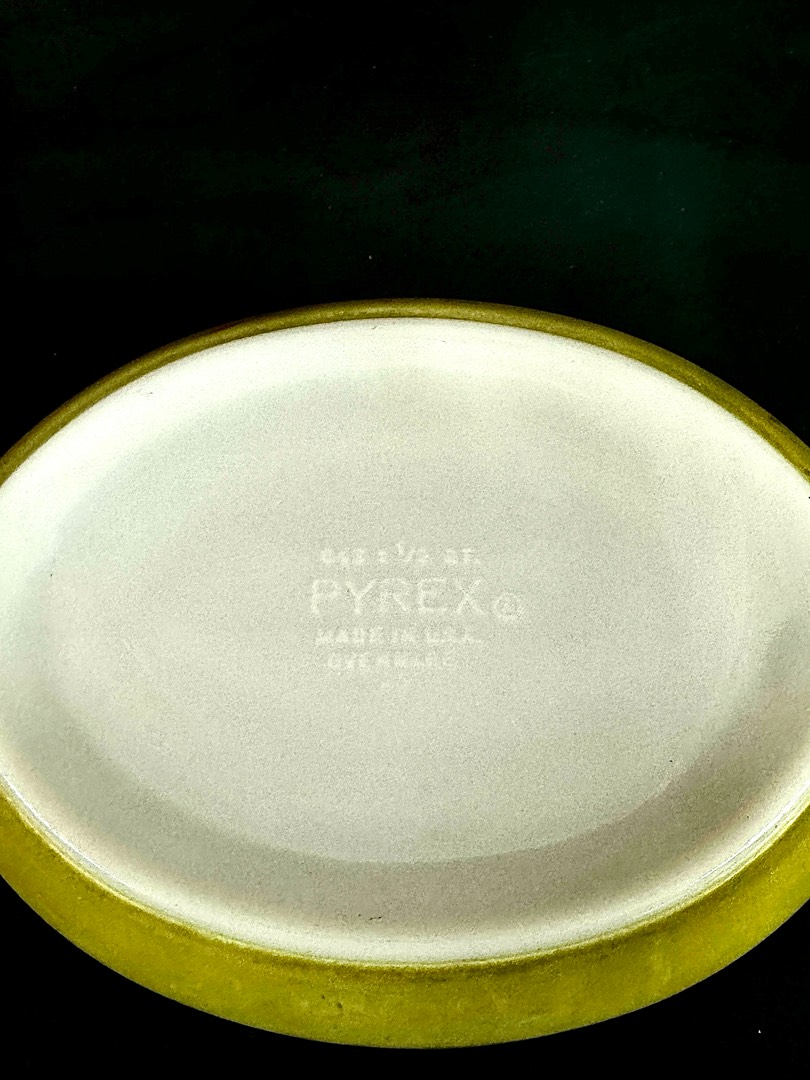 043 1 1/2 QT.
PYREX ®
MADE IN U.S.A.
OVENWARE